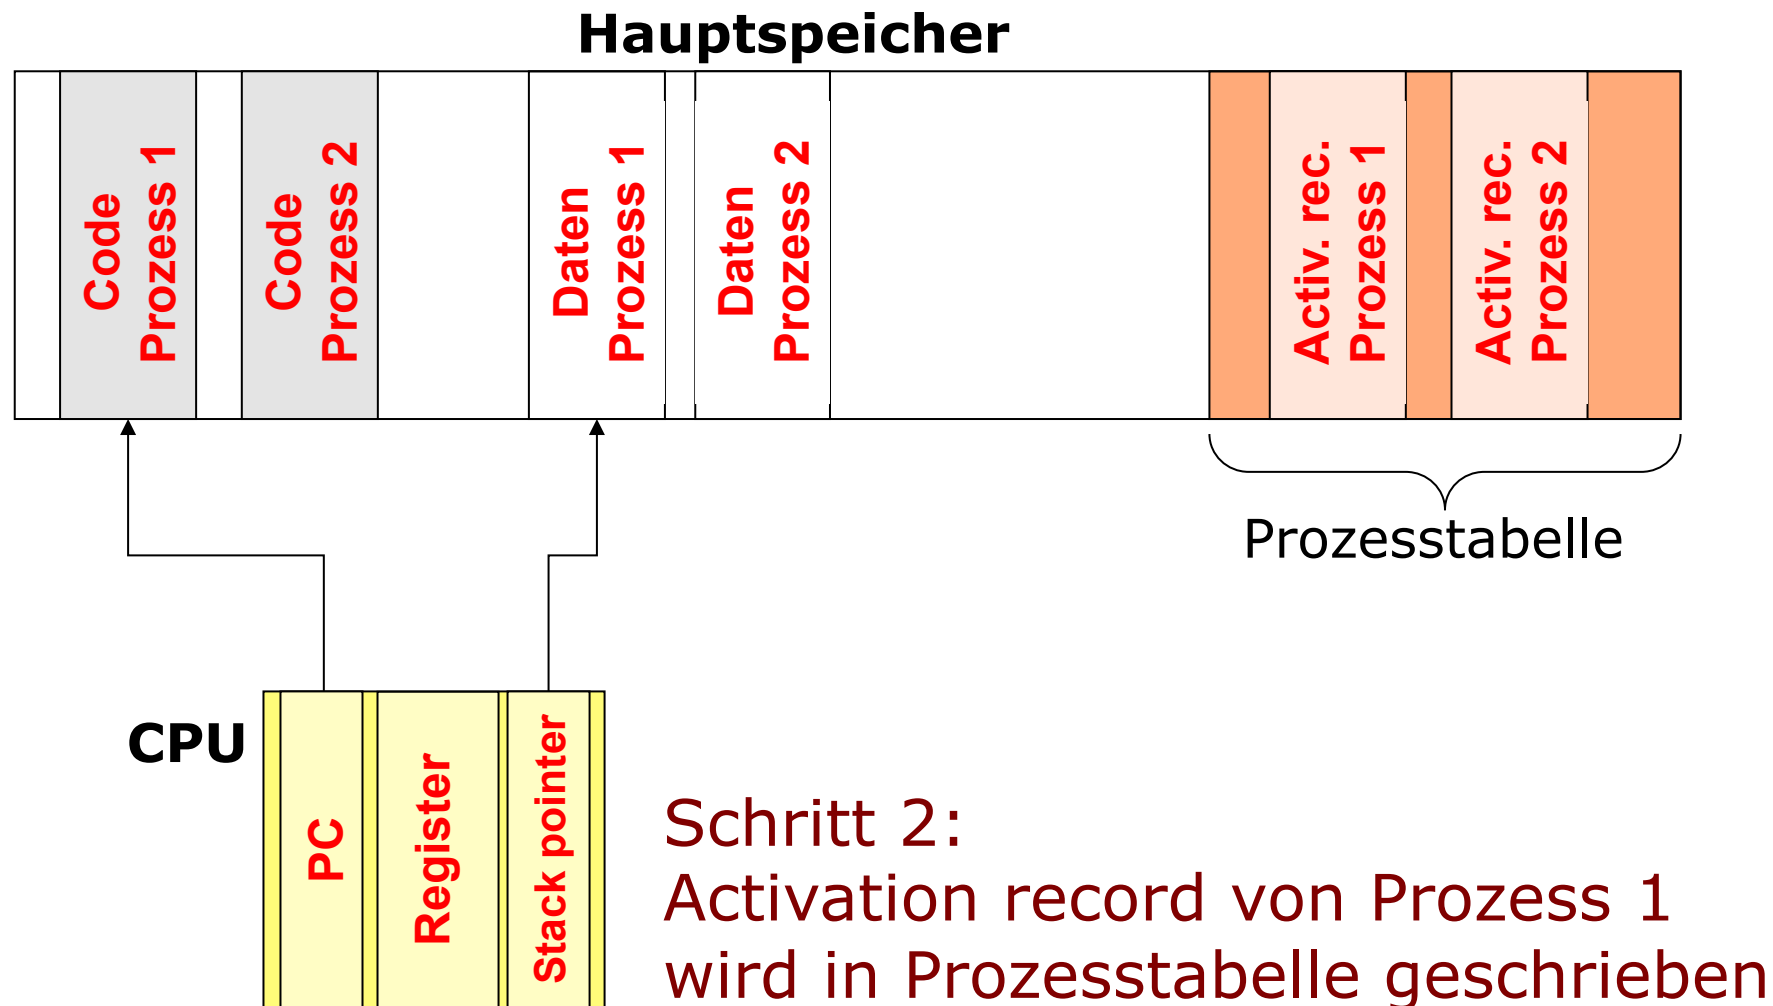 Hauptspeicher
Code
Prozess 1
Code
Prozess 2
Daten
Prozess 1
Daten
Prozess 2
Activ. rec.
Prozess 1
Activ. rec.
Prozess 2
Prozesstabelle
CPU
PC
Register
Stack pointer
Schritt 2:
Activation record von Prozess 1
wird in Prozesstabelle geschrieben